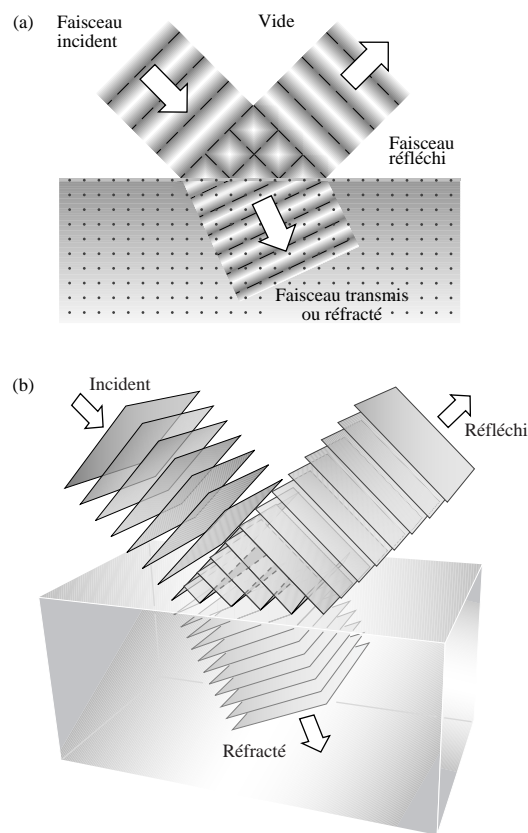 (a)
Faisceau
incident
Vide
Faisceau
réfléchi
Faisceau transmis
ou réfracté
(b)
Incident
Réfléchi
Réfracté